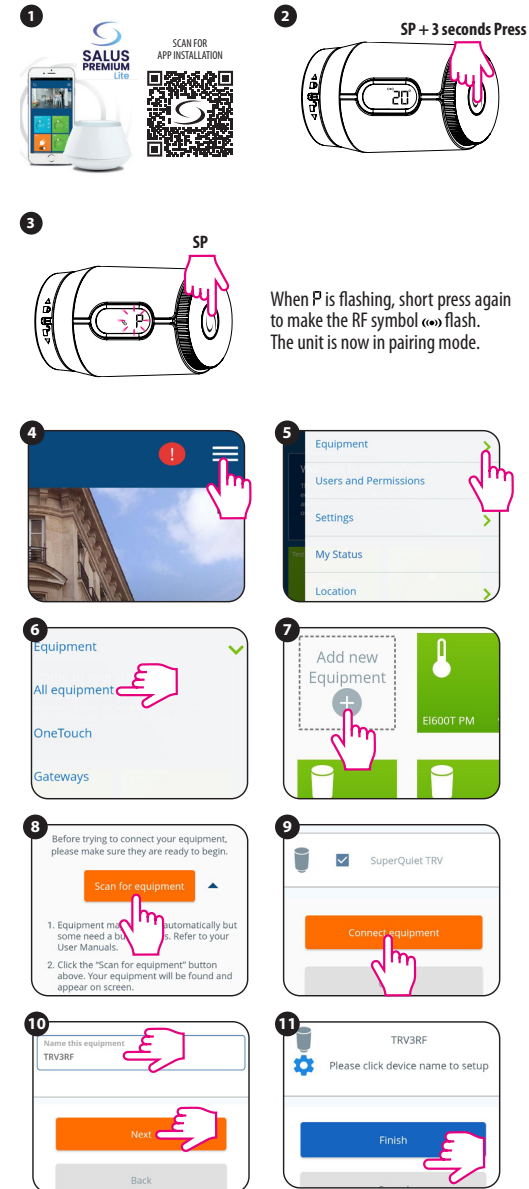 1
SALUS
PREMIUM
Lite
SCAN FOR
APP INSTALLATION
2
SP + 3 seconds Press
20°
3
SP
P
When P is flashing, short press again
to make the RF symbol flash.
The unit is now in pairing mode.
4
!
5
Equipment
Users and Permissions
Settings
My Status
Location
6
Equipment
All equipment
OneTouch
Gateways
7
Add new
Equipment
+
EI600T PM
8
Before trying to connect your equipment,
please make sure they are ready to begin.
Scan for equipment
1. Equipment automatically but
some need a Refer to your
User Manuals.
2. Click the “Scan for equipment” button
above. Your equipment will be found and
appear on screen.
9
SuperQuiet TRV
Connect equipment
10
Name this equipment
TRV3RF
Next
Back
11
TRV3RF
Please click device name to setup
Finish